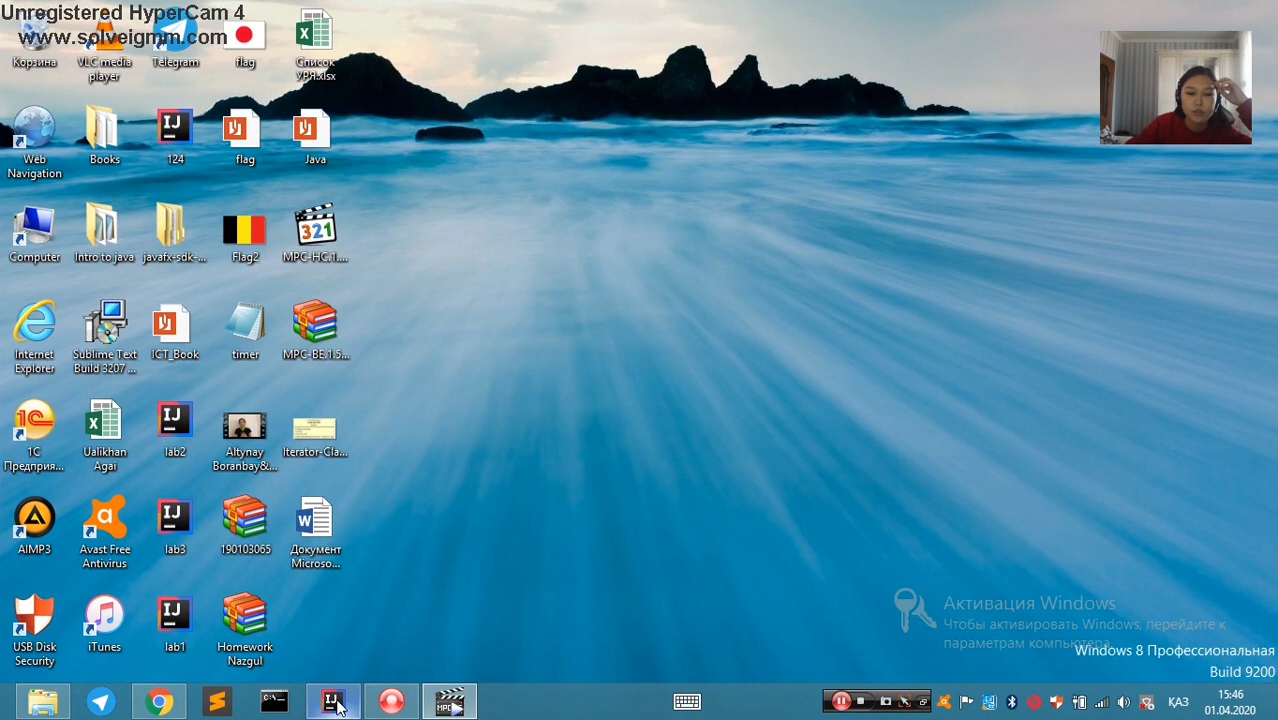 Unregistered HyperCam 4
www.solveigmm.com
Корзина
VLC media
player
Telegram
flag
Список
УРЯ.xlsx
Web
Navigation
Books
124
flag
Java
Computer
Intro to java
javafx-sdk-...
Flag2
MPC-HC.1....
321
Internet
Explorer
Sublime Text
Build 3207 ...
ICT_Book
timer
MPC-BE.1.5...
1С
Предприя...
Ualikhan
Agai
lab2
Altynay
Boranbay&...
Iterator-Cla...
AIMP3
Avast Free
Antivirus
lab3
190103065
Документ
Microso...
USB Disk
Security
iTunes
lab1
Homework
Nazgul
Активация Windows
Чтобы активировать Windows, перейдите к
параметрам компьютера.
Windows 8 Профессиональная
Build 9200
ҚАЗ
15:46
01.04.2020